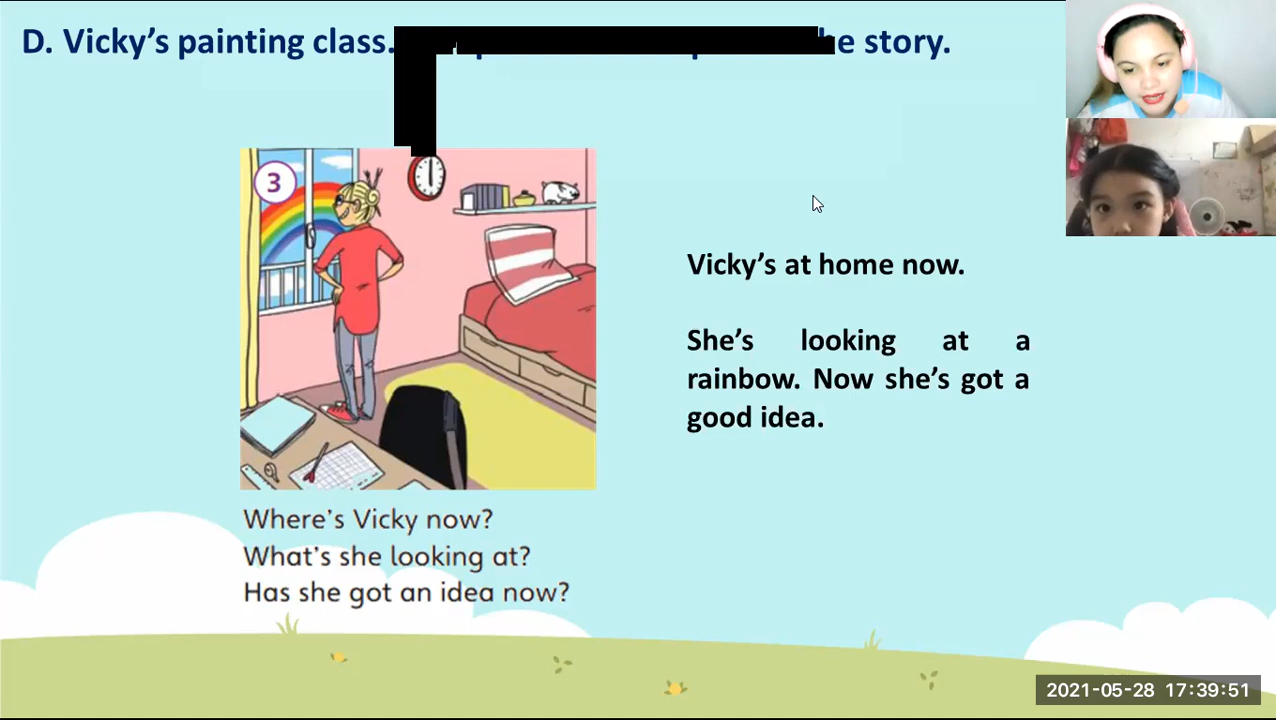 D. Vicky's painting class. story.
3
Vicky's at home now.
She's looking at a
rainbow. Now she's got a
good idea.
Where's Vicky now?
What's she looking at?
Has she got an idea now?
2021-05-28 17:39:51